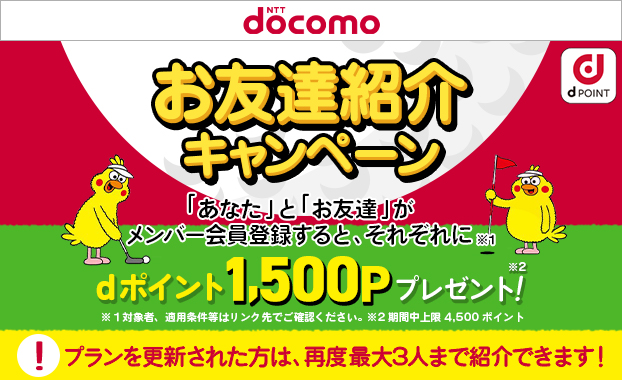 NTT
docomo
お友達紹介
キャンペーン
d
d POINT
「あなた」と「お友達」が
メンバー会員登録すると、それぞれに ※1
dポイント1,500Pプレゼント! ※2
※1対象者、適用条件等はリンク先でご確認ください。※2 期間中上限 4,500 ポイント
! プランを更新された方は、再度最大3人まで紹介できます!